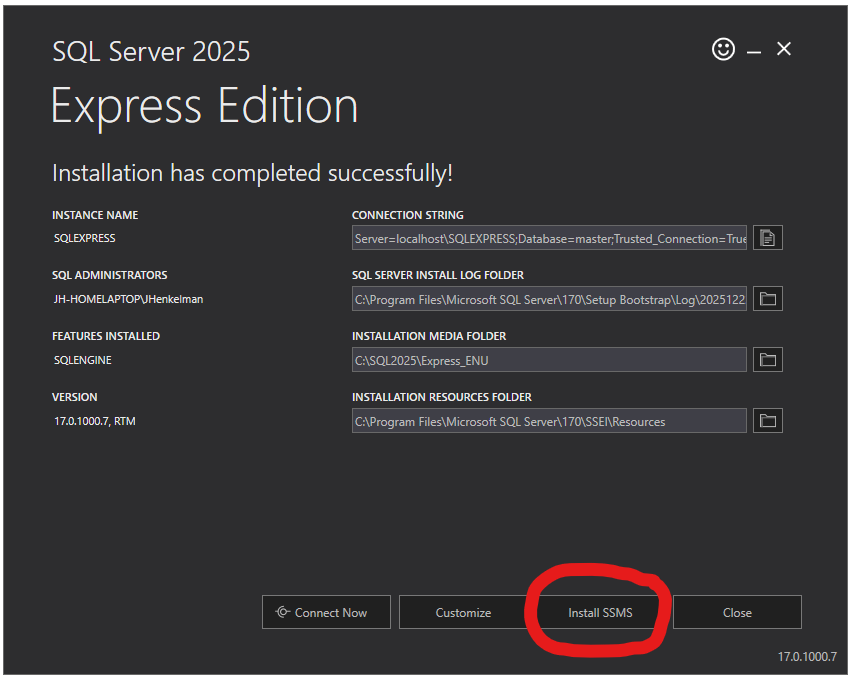 SQL Server 2025
Express Edition
Installation has completed successfully!
INSTANCE NAME
SQLEXPRESS
CONNECTION STRING
Server=localhost\SQLEXPRESS;Database=master;Trusted_Connection=True
SQL ADMINISTRATORS
JH-HOMELAPTOP\JHenkelman
SQL SERVER INSTALL LOG FOLDER
C:\Program Files\Microsoft SQL Server\170\Setup Bootstrap\Log\2025122
FEATURES INSTALLED
SQLENGINE
INSTALLATION MEDIA FOLDER
C:\SQL2025\Express_ENU
VERSION
17.0.1000.7, RTM
INSTALLATION RESOURCES FOLDER
C:\Program Files\Microsoft SQL Server\170\SSEI\Resources
Connect Now
Customize
Install SSMS
Close
17.0.1000.7